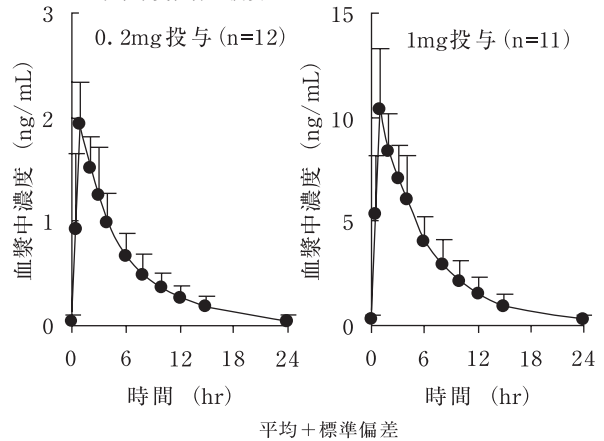 0.2mg投与 (n=12)
血漿中濃度 (ng/mL)
3
2
1
0
0 6 12 18 24
時間 (hr)
1mg投与 (n=11)
血漿中濃度 (ng/mL)
15
10
5
0
0 6 12 18 24
時間 (hr)
平均+標準偏差